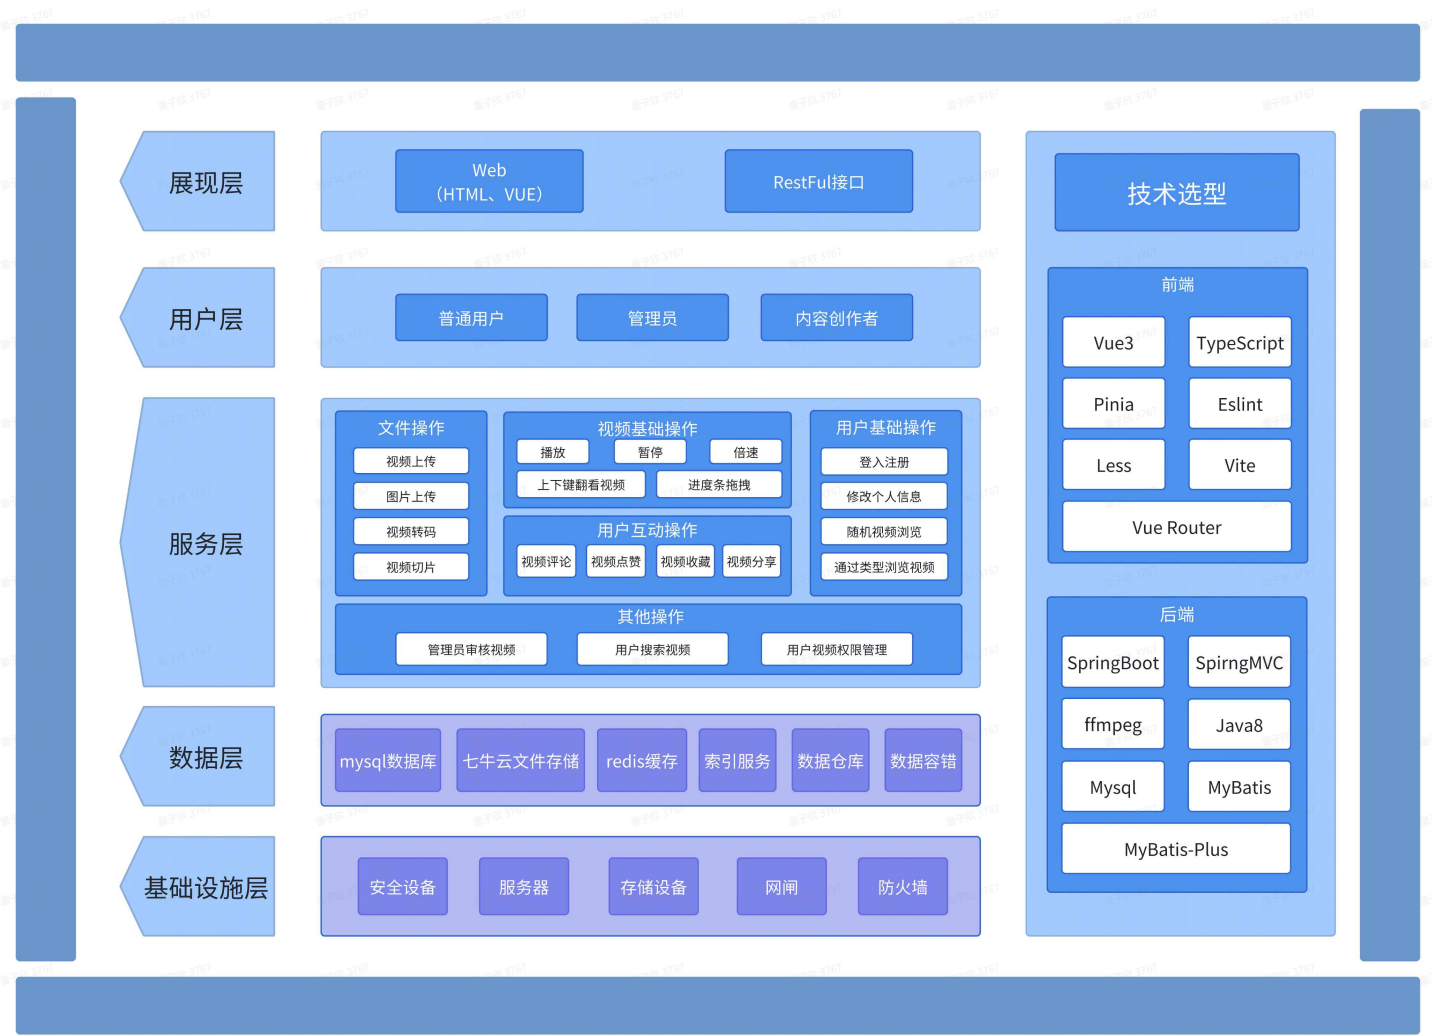 展现层
Web
（HTML、VUE）
RestFul接口
用户层
普通用户
管理员
内容创作者
服务层
文件操作
视频上传
图片上传
视频转码
视频切片
视频基础操作
播放
暂停
倍速
上下键翻看视频
进度条拖拽
用户互动操作
视频评论
视频点赞
视频收藏
视频分享
用户基础操作
登入注册
修改个人信息
随机视频浏览
通过类型浏览视频
其他操作
管理员审核视频
用户搜索视频
用户视频权限管理
数据层
mysql数据库
七牛云文件存储
redis缓存
索引服务
数据仓库
数据容错
基础设施层
安全设备
服务器
存储设备
网闸
防火墙
技术选型
前端
Vue3
TypeScript
Pinia
Eslint
Less
Vite
Vue Router
后端
SpringBoot
SpirngMVC
ffmpeg
Java8
Mysql
MyBatis
MyBatis-Plus